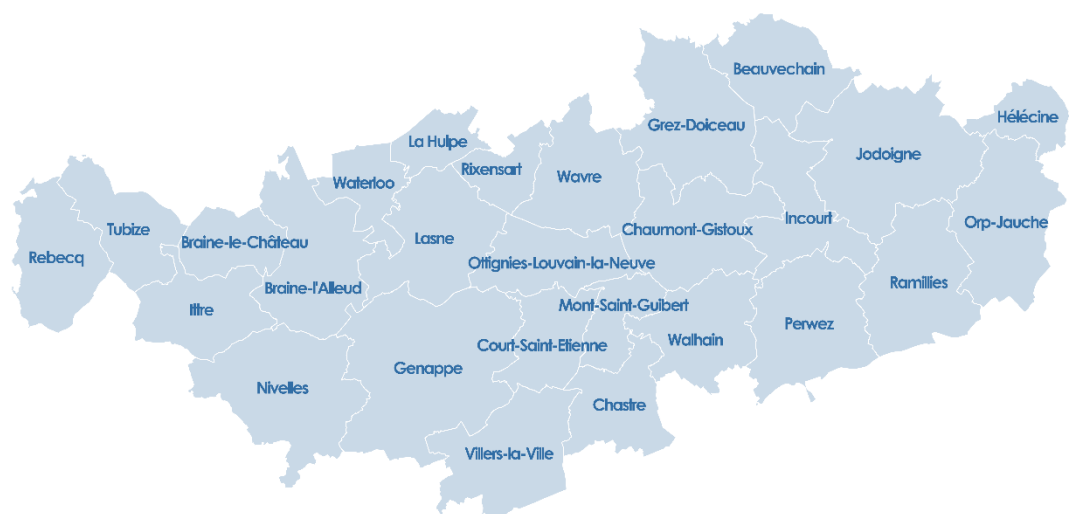 Beauvechain
Hélécine
Grez-Doiceau
La Hulpe
Jodoigne
Rixensart
Wavre
Waterloo
Orp-Jauche
Incourt
Tubize
Chaumont-Gistoux
Braine-le-Château
Lasne
Rebecq
Ottignies-Louvain-la-Neuve
Ramillies
Braine-l'Alleud
Mont-Saint-Guibert
Ittre
Perwez
Walhain
Court-Saint-Etienne
Genappe
Nivelles
Chastre
Villers-la-Ville